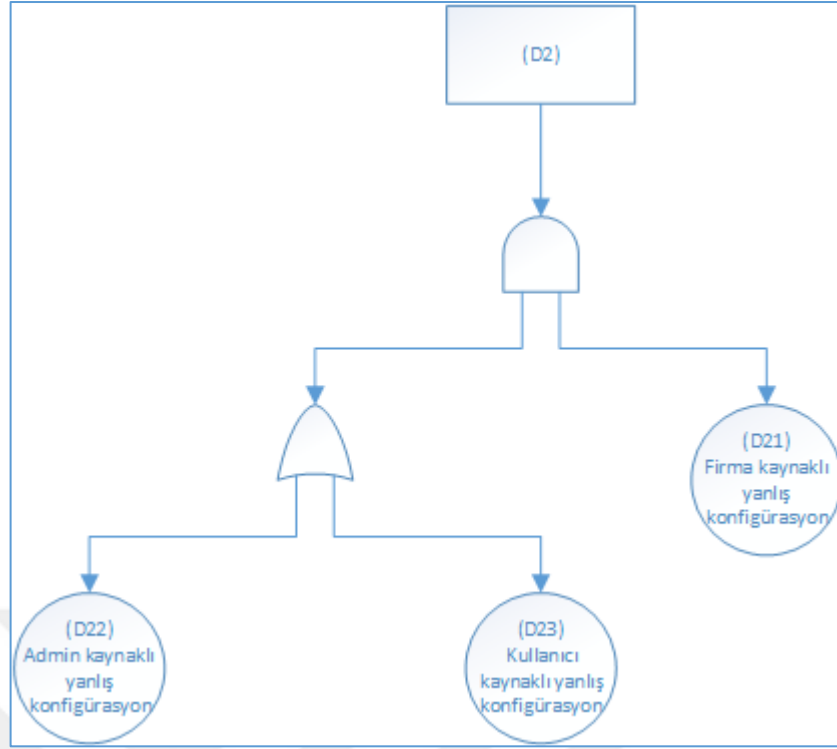 (D2)
(D21)
Firma kaynaklı
yanlış
konfigürasyon
(D22)
Admin kaynaklı
yanlış
konfigürasyon
(D23)
Kullanıcı
kaynaklı yanlış
konfigürasyon